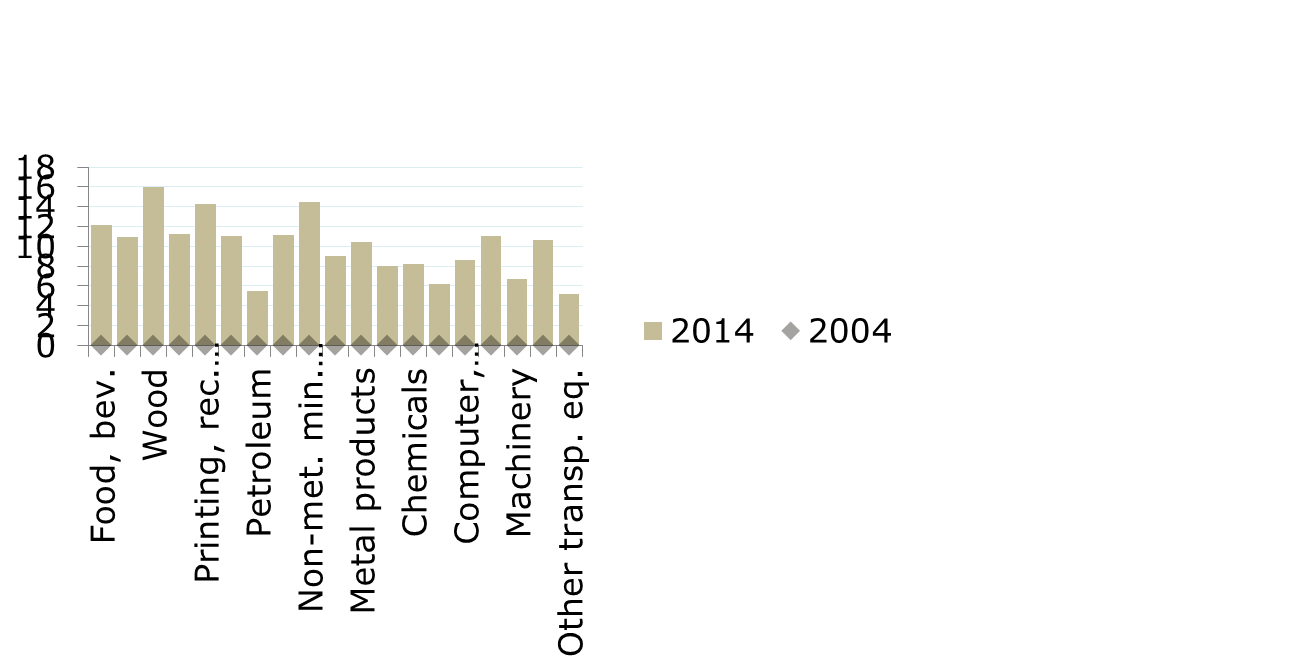 18
16
14
12
10
8
6
4
2
0
Food, bev.
Wood
Printing, rec....
Petroleum
Non-met. min...
Metal products
Chemicals
Computer,...
Machinery
Other transp. eq.
2014
2004